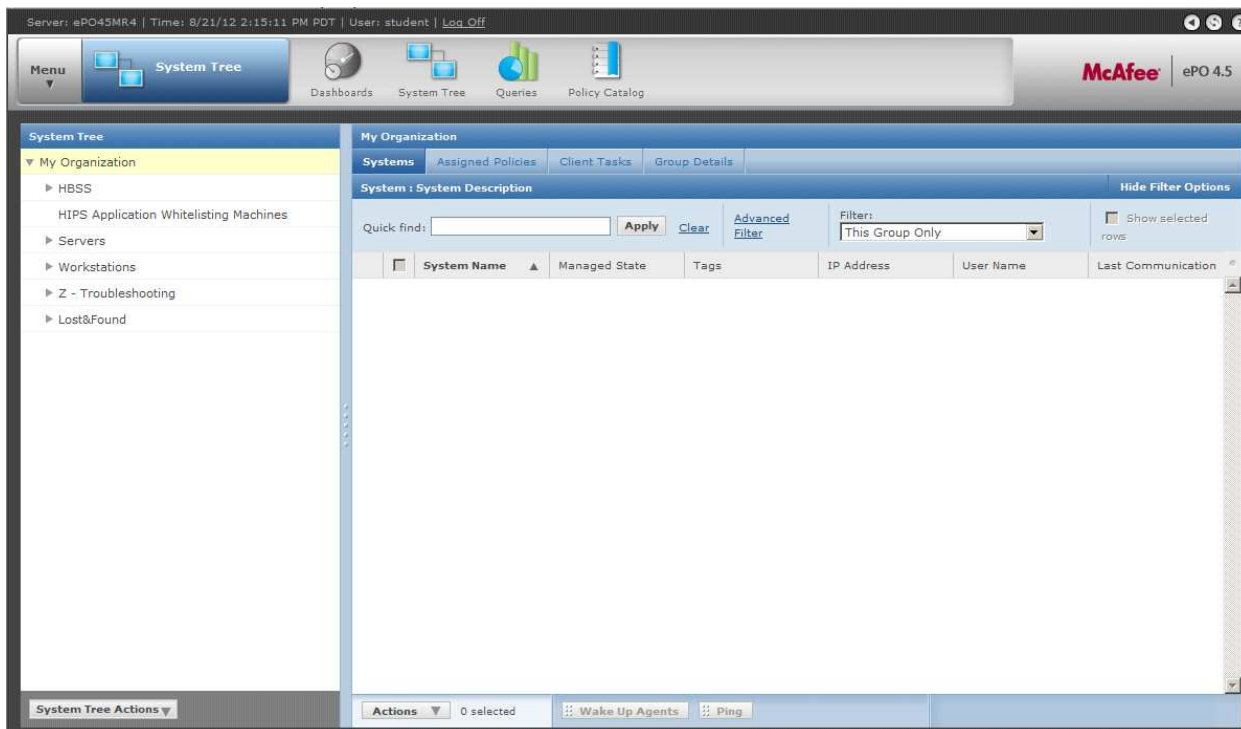 Server: ePO45MR4 | Time: 8/21/12 2:15:11 PM PDT | User: student | Log Off
Menu
System Tree
Dashboards
System Tree
Queries
Policy Catalog
McAfee
ePO 4.5
System Tree
My Organization
HBSS
HIPS Application Whitelisting Machines
Servers
Workstations
Z - Troubleshooting
Lost&Found
System Tree Actions
My Organization
Systems
Assigned Policies
Client Tasks
Group Details
System : System Description
Hide Filter Options
Quick find:
Apply
Clear
Advanced
Filter
Filter:
This Group Only
Show selected
rows
System Name
Managed State
Tags
IP Address
User Name
Last Communication
Actions
0 selected
Wake Up Agents
Ping